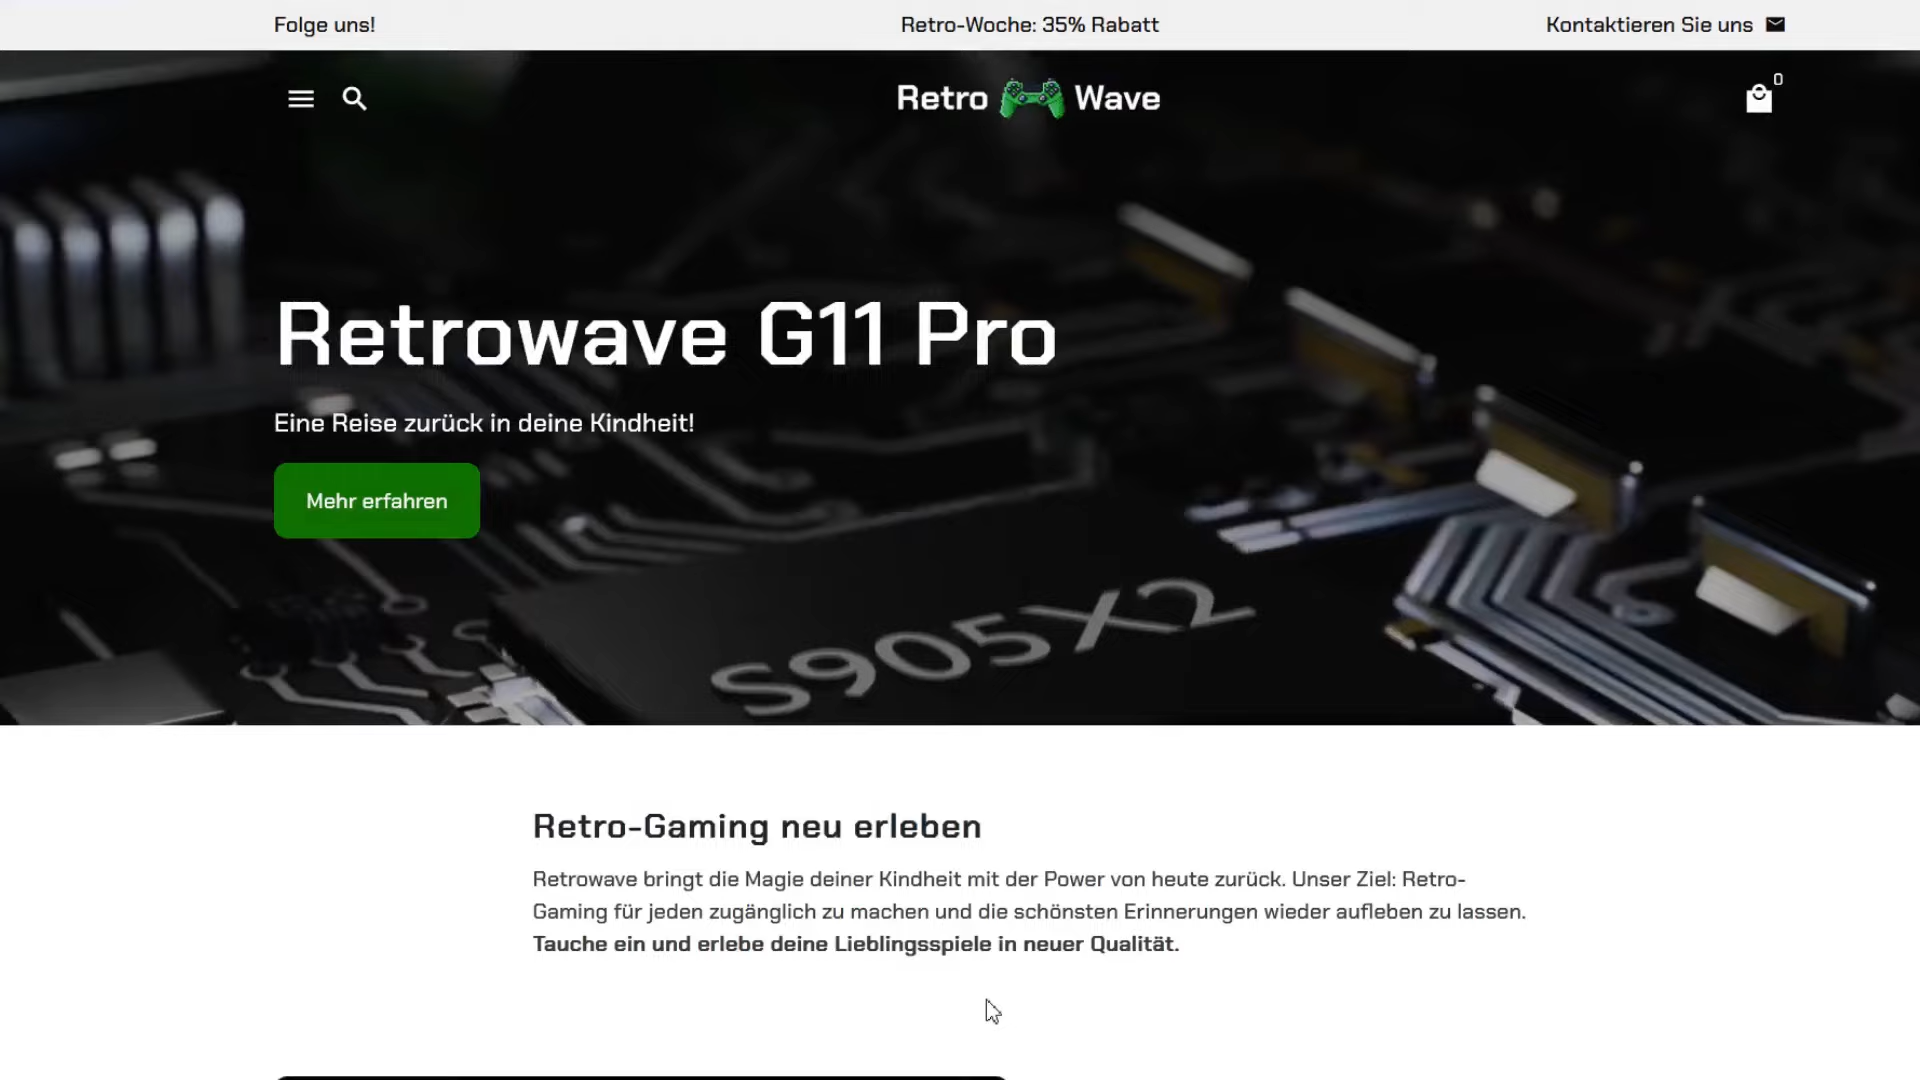 Folge uns!
Retro-Woche: 35% Rabatt
Kontaktieren Sie uns
Retro Wave
0
Retrowave G11 Pro
Eine Reise zurück in deine Kindheit!
Mehr erfahren
S905X2
Retro-Gaming neu erleben
Retrowave bringt die Magie deiner Kindheit mit der Power von heute zurück. Unser Ziel: Retro-
Gaming für jeden zugänglich zu machen und die schönsten Erinnerungen wieder aufleben zu lassen.
Tauche ein und erlebe deine Lieblingsspiele in neuer Qualität.